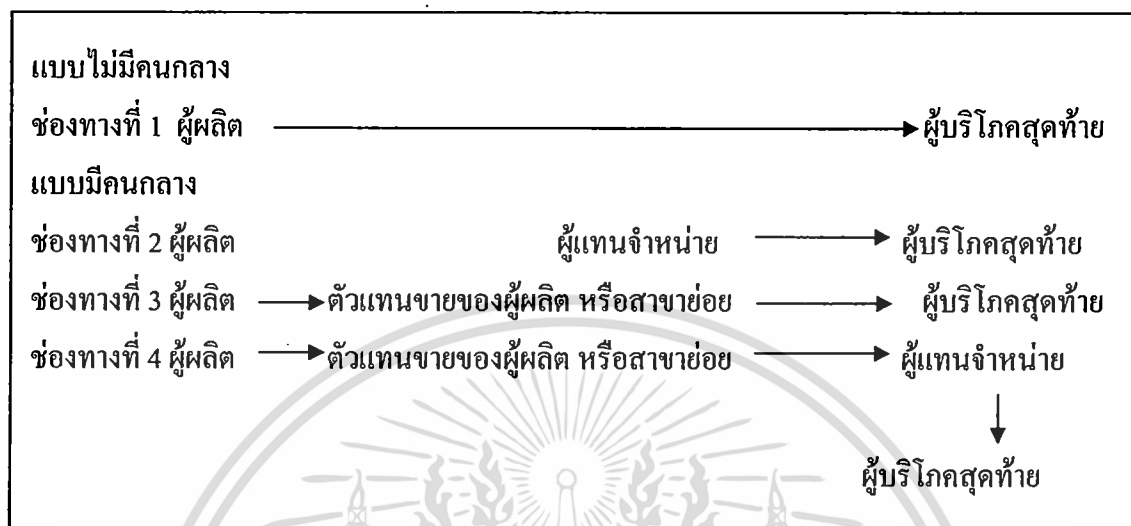 แบบไม่มีคนกลาง
ช่องทางที่ 1 ผู้ผลิต ผู้บริโภคสุดท้าย
แบบมีคนกลาง
ช่องทางที่ 2 ผู้ผลิต ผู้แทนจำหน่าย ผู้บริโภคสุดท้าย
ช่องทางที่ 3 ผู้ผลิต ตัวแทนขายของผู้ผลิต หรือสาขาย่อย ผู้บริโภคสุดท้าย
ช่องทางที่ 4 ผู้ผลิต ตัวแทนขายของผู้ผลิต หรือสาขาย่อย ผู้แทนจำหน่าย
ผู้บริโภคสุดท้าย